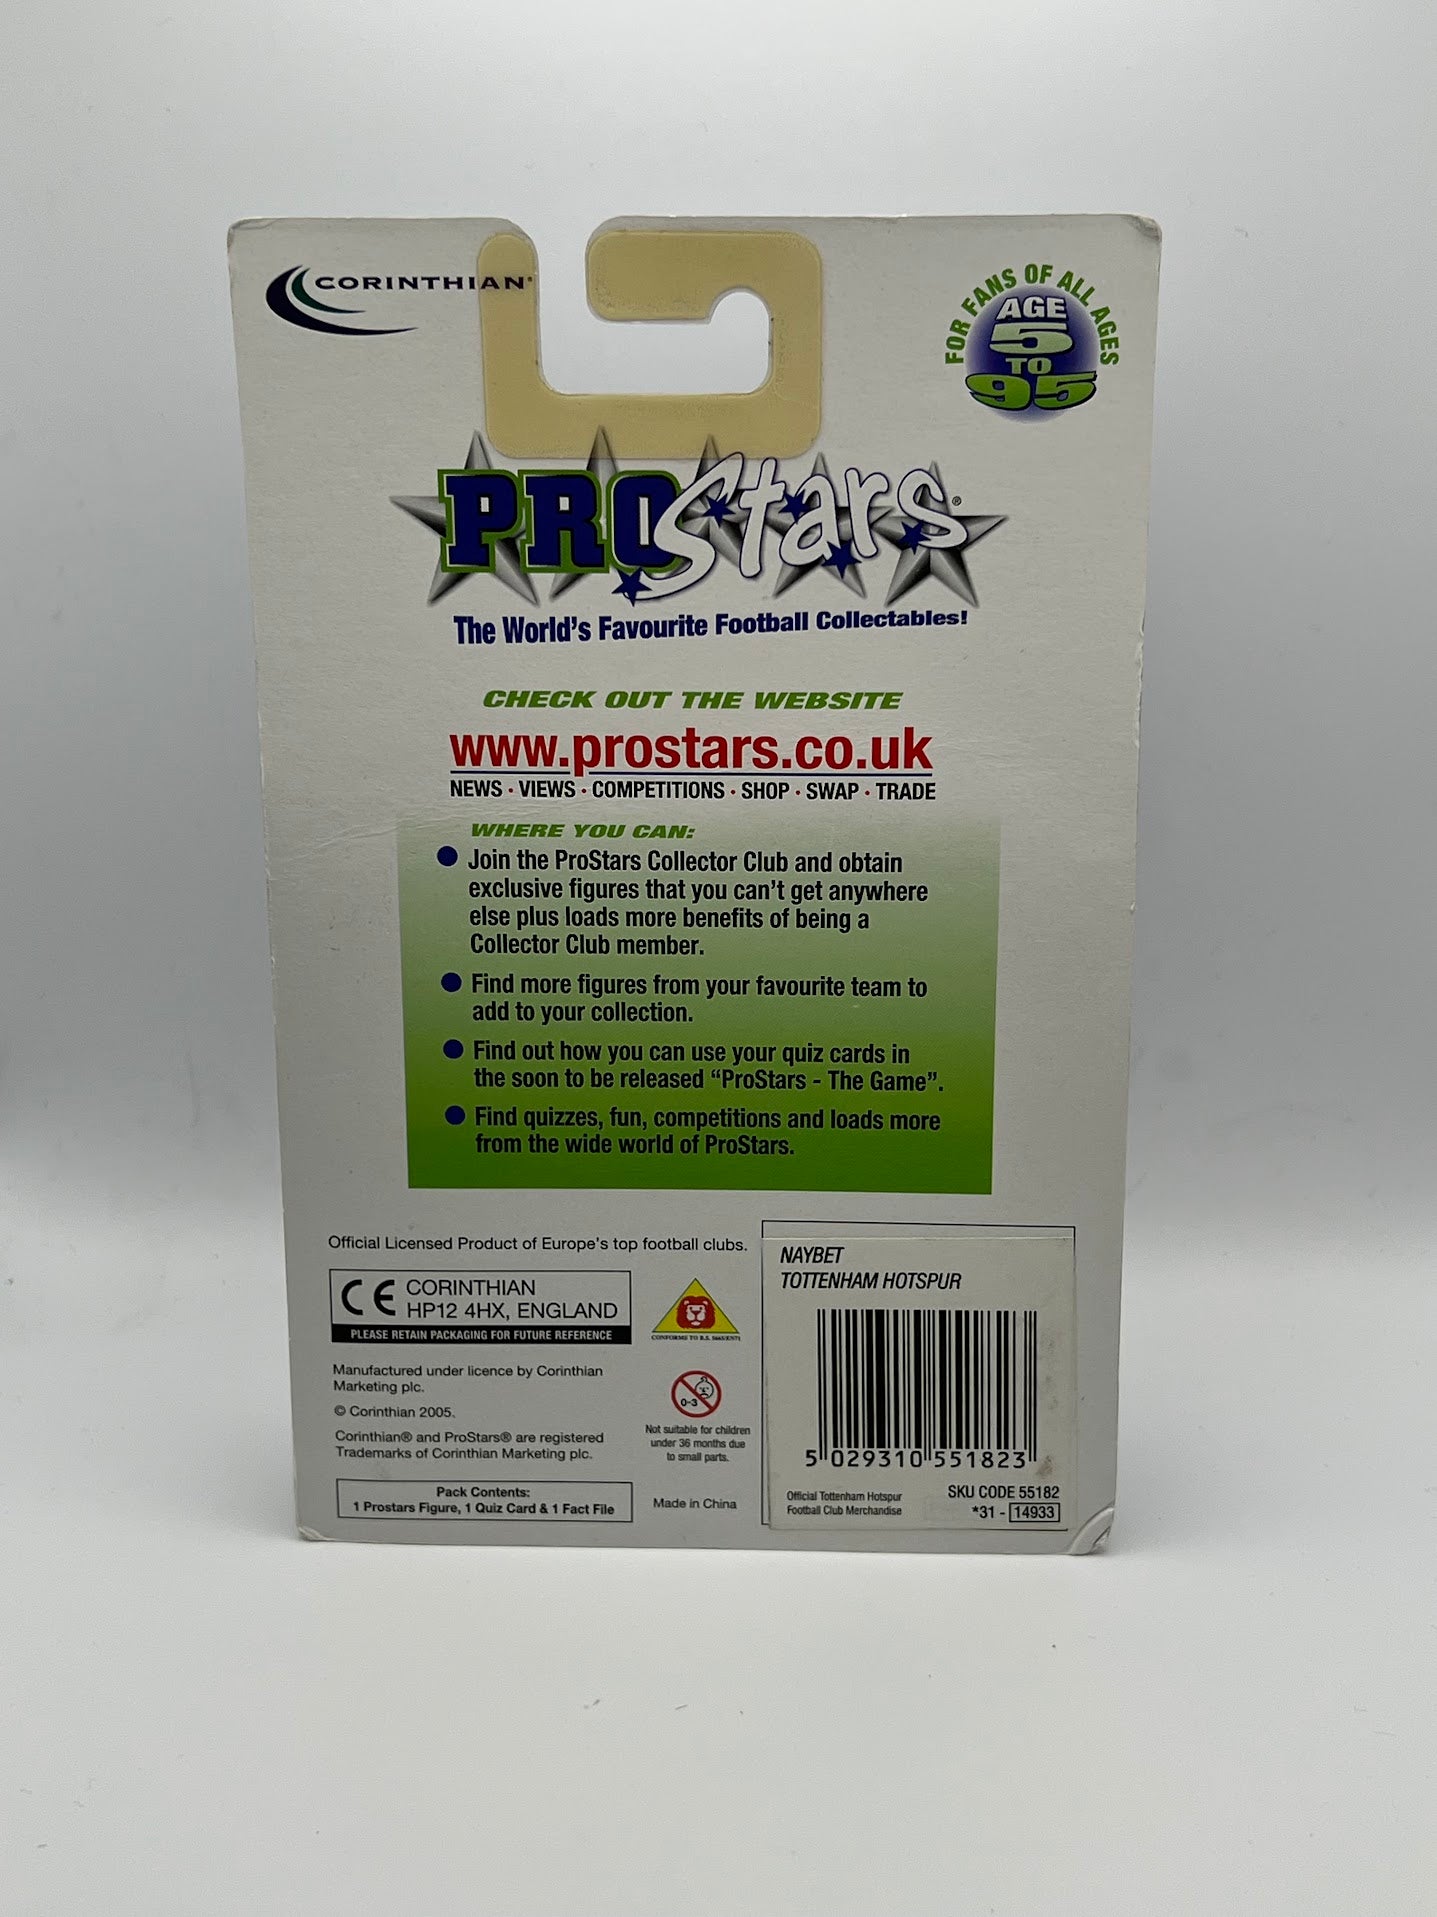 CORINTHIAN®
FOR FANS OF ALL AGES
AGE
5
TO
95
PROStars®
The World's Favourite Football Collectables!
CHECK OUT THE WEBSITE
www.prostars.co.uk
NEWS · VIEWS · COMPETITIONS · SHOP · SWAP · TRADE
WHERE YOU CAN:
Join the ProStars Collector Club and obtain
exclusive figures that you can't get anywhere
else plus loads more benefits of being a
Collector Club member.
Find more figures from your favourite team to
add to your collection.
Find out how you can use your quiz cards in
the soon to be released “ProStars - The Game”.
Find quizzes, fun, competitions and loads more
from the wide world of ProStars.
Official Licensed Product of Europe's top football clubs.
CE CORINTHIAN
HP12 4HX, ENGLAND
PLEASE RETAIN PACKAGING FOR FUTURE REFERENCE
Manufactured under licence by Corinthian
Marketing plc.
© Corinthian 2005.
Corinthian® and ProStars® are registered
Trademarks of Corinthian Marketing plc.
Pack Contents:
1 Prostars Figure, 1 Quiz Card & 1 Fact File
CONFORMS TO B.S. 5665/EN71
0-3
Not suitable for children
under 36 months due
to small parts.
Made in China
NAYBET
TOTTENHAM HOTSPUR
5 029310 551823
Official Tottenham Hotspur
Football Club Merchandise
SKU CODE 55182
*31 - 14933